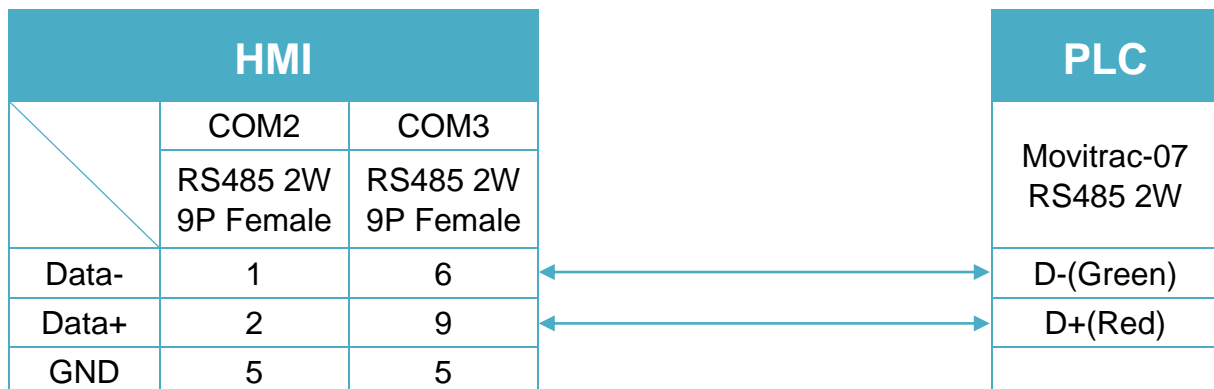 HMI PLC
COM2 COM3
Movitrac-07
RS485 2W
RS485 2W RS485 2W
9P Female 9P Female
Data- 1 6 D-(Green)
Data+ 2 9 D+(Red)
GND 5 5